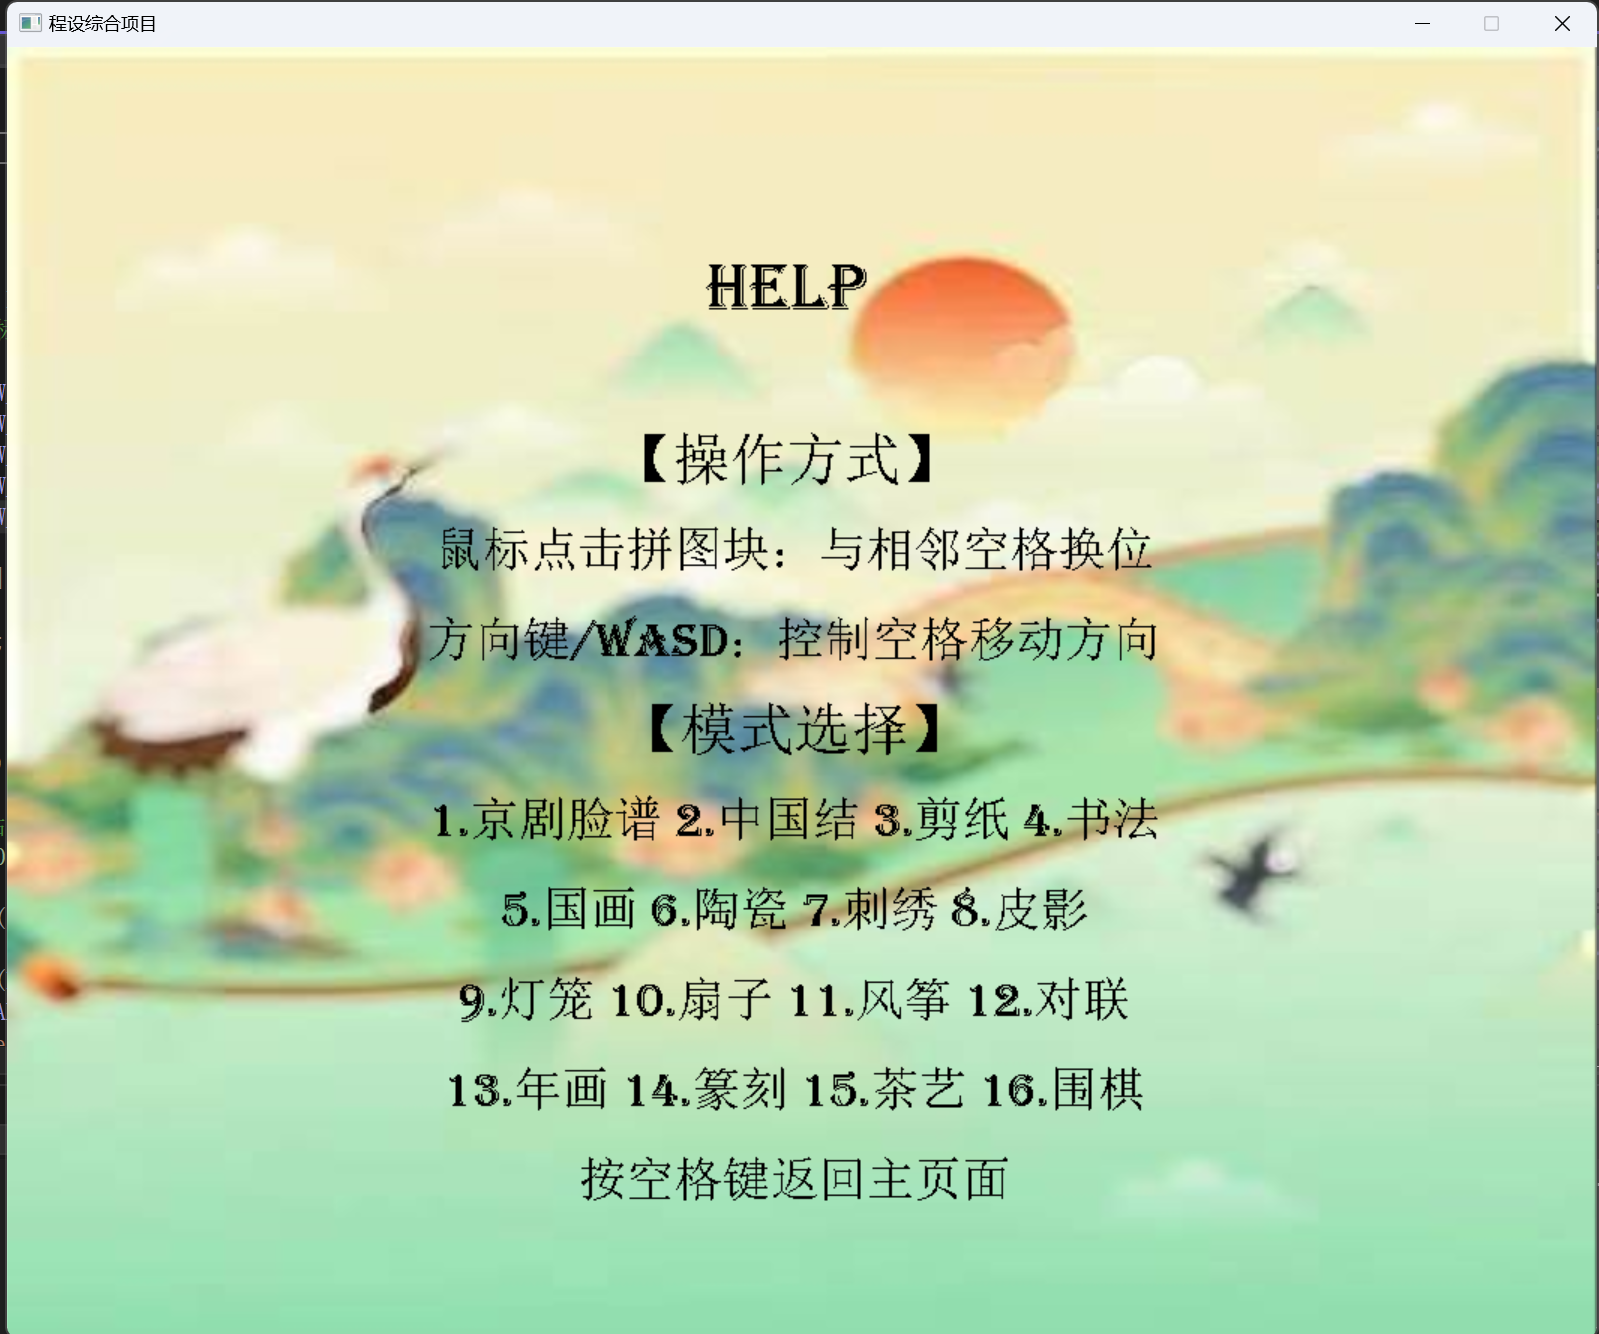 程设综合项目
HELP
【操作方式】
鼠标点击拼图块：与相邻空格换位
方向键/WASD：控制空格移动方向
【模式选择】
1.京剧脸谱 2.中国结 3.剪纸 4.书法
5.国画 6.陶瓷 7.刺绣 8.皮影
9.灯笼 10.扇子 11.风筝 12.对联
13.年画 14.篆刻 15.茶艺 16.围棋
按空格键返回主页面